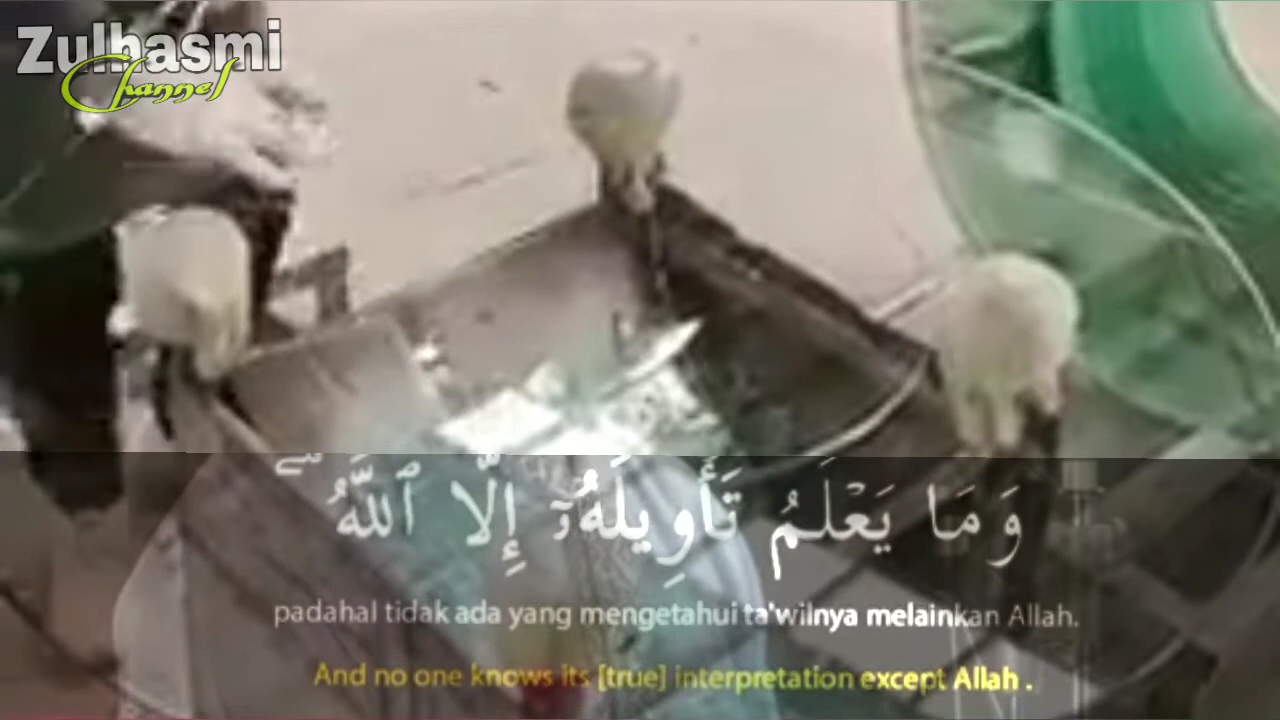 Zulhasmi
Channel
وَمَا يَعْلَمُ تَأْوِيلَهُۥٓ إِلَّا ٱللَّهُ ۗ
padahal tidak ada yang mengetahui ta'wilnya melainkan Allah.
And no one knows its [true] interpretation except Allah .